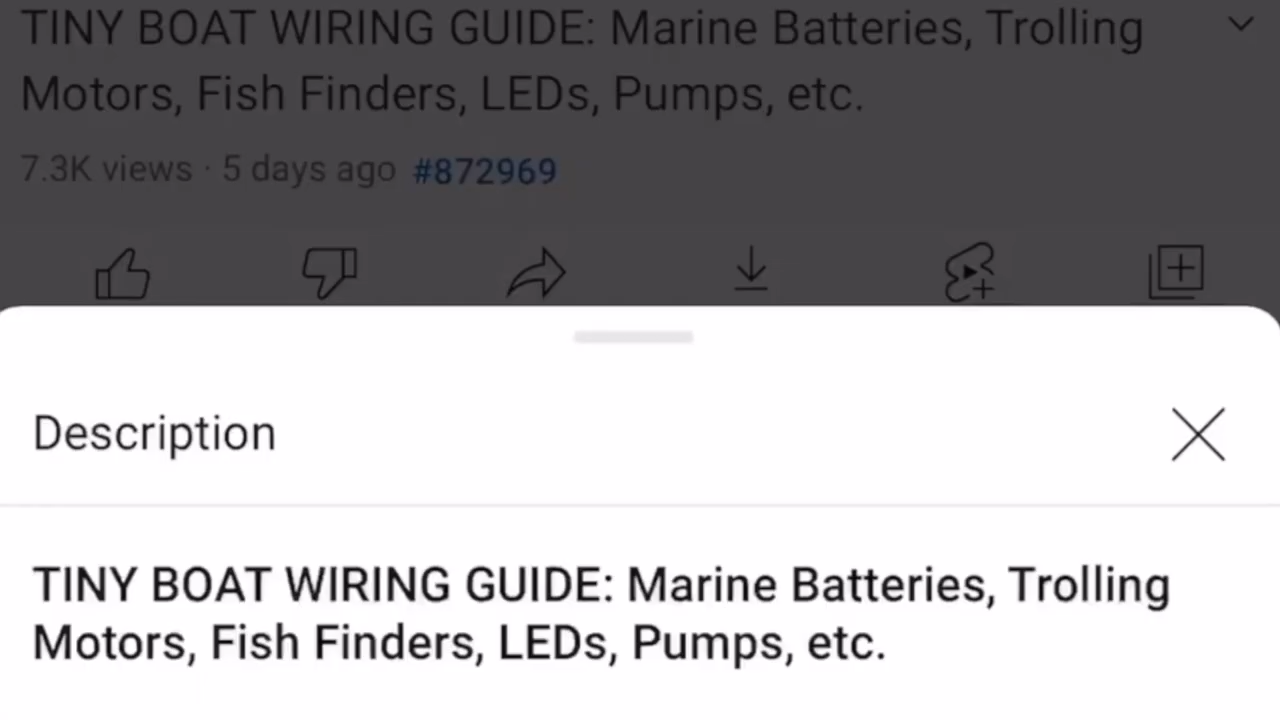 TINY BOAT WIRING GUIDE: Marine Batteries, Trolling
Motors, Fish Finders, LEDs, Pumps, etc.
7.3K views · 5 days ago #872969
Description
TINY BOAT WIRING GUIDE: Marine Batteries, Trolling
Motors, Fish Finders, LEDs, Pumps, etc.